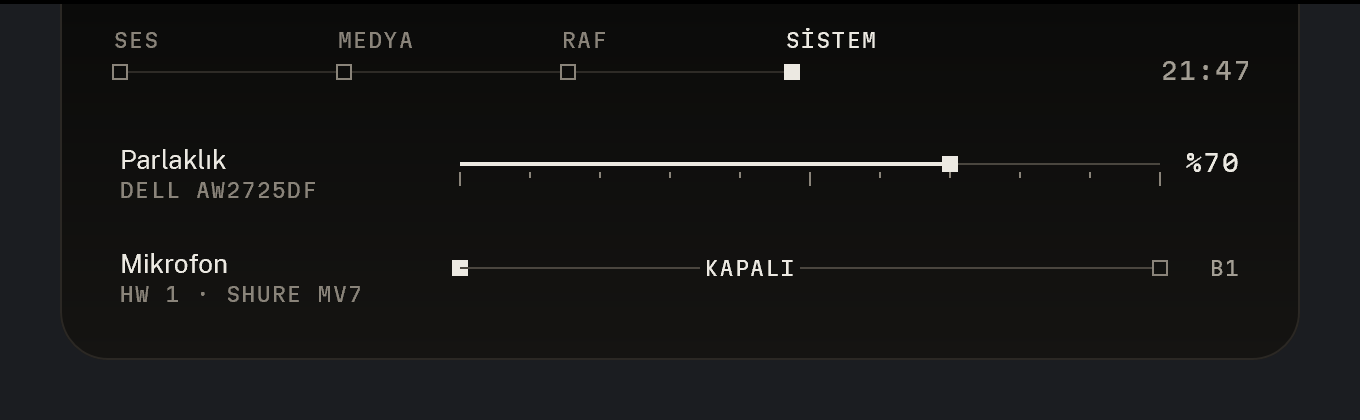 SES MEDYA RAF SİSTEM
21:47
Parlaklık
%70
DELL AW2725DF
Mikrofon
KAPALI
B1
HW 1 · SHURE MV7